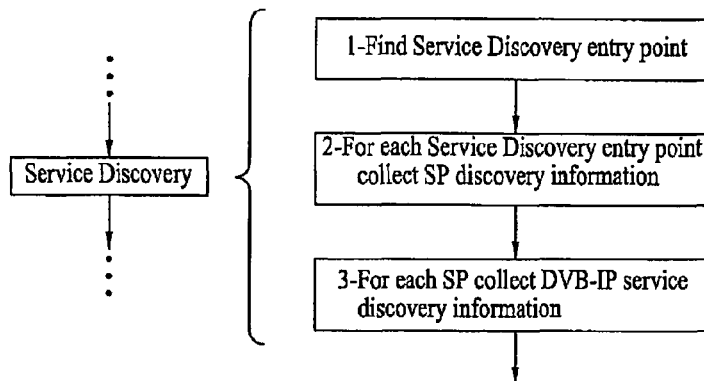 1-Find Service Discovery entry point
Service Discovery
2-For each Service Discovery entry point
collect SP discovery information
3-For each SP collect DVB-IP service
discovery information